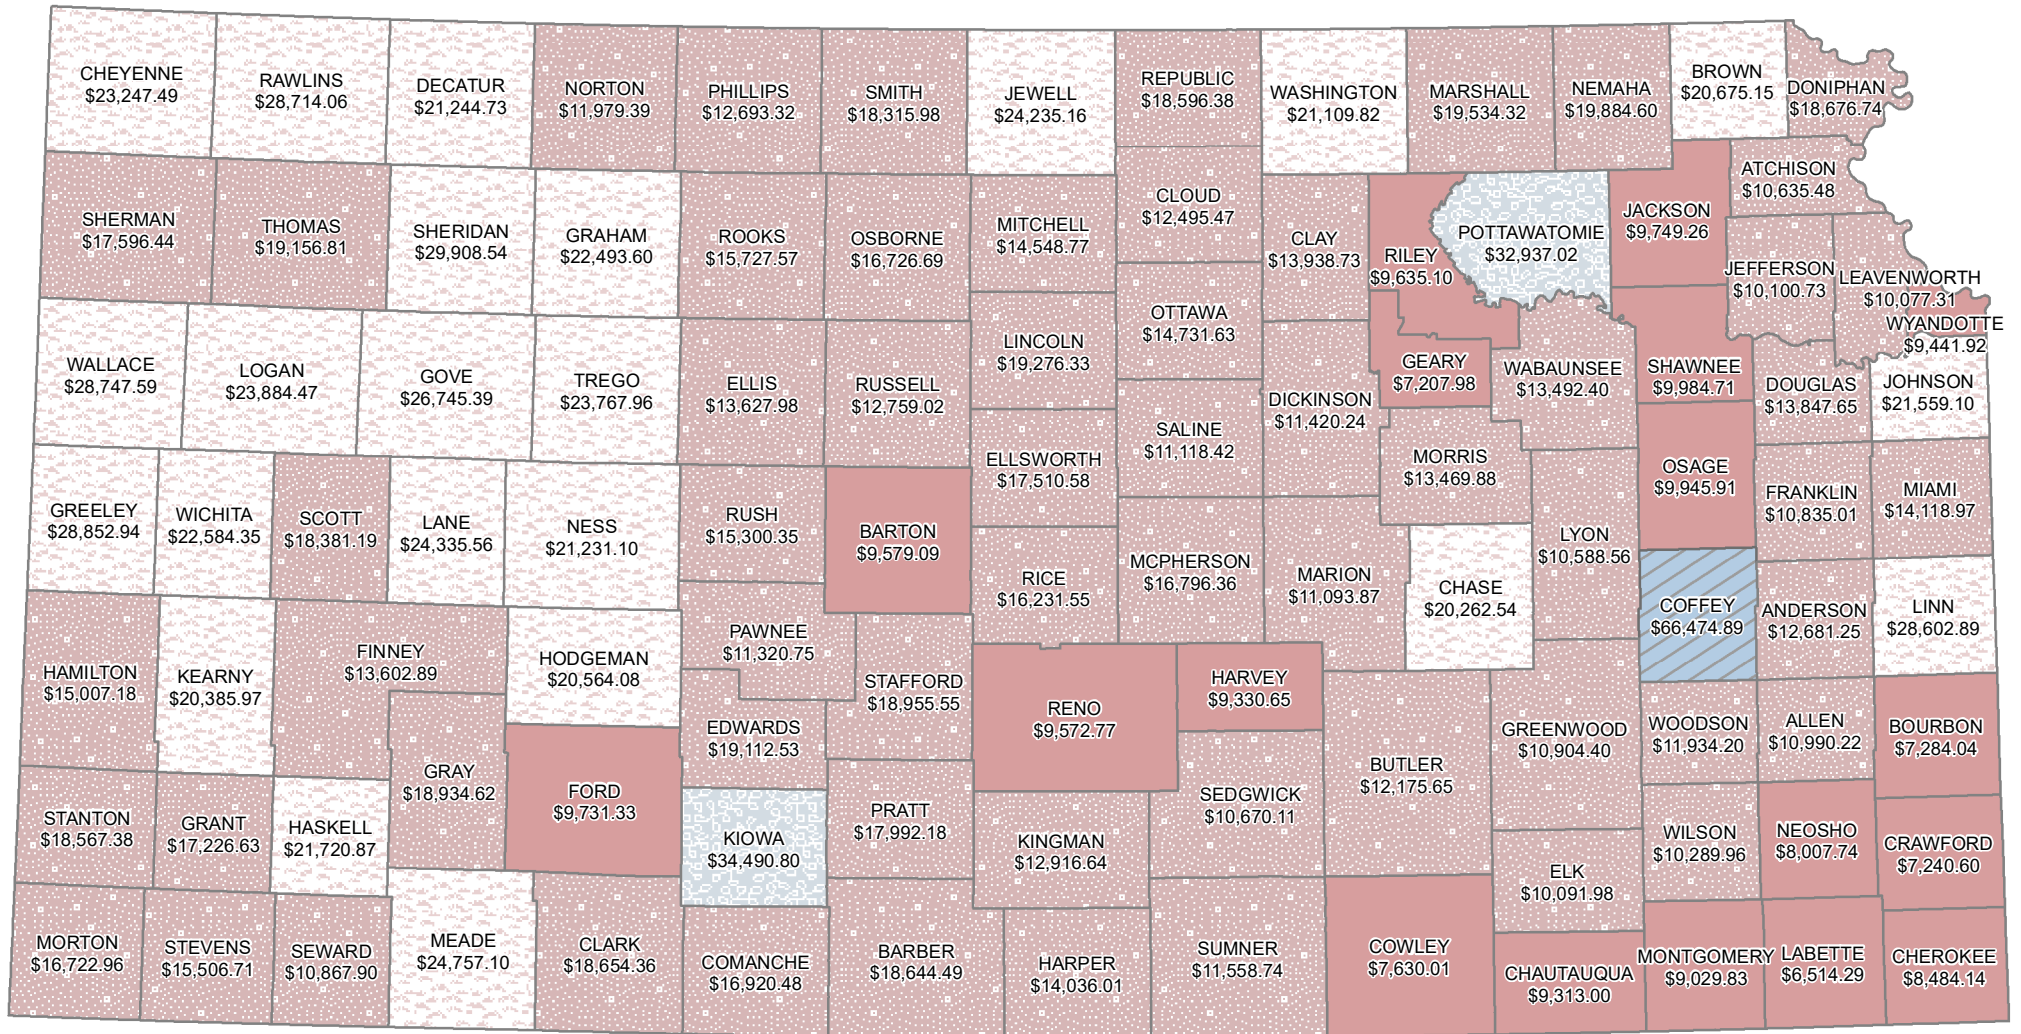 CHEYENNE
$23,247.49
RAWLINS
$28,714.06
DECATUR
$21,244.73
NORTON
$11,979.39
PHILLIPS
$12,693.32
SMITH
$18,315.98
JEWELL
$24,235.16
REPUBLIC
$18,596.38
WASHINGTON
$21,109.82
MARSHALL
$19,534.32
NEMAHA
$19,884.60
BROWN
$20,675.15
DONIPHAN
$18,676.74
SHERMAN
$17,596.44
THOMAS
$19,156.81
SHERIDAN
$29,908.54
GRAHAM
$22,493.60
ROOKS
$15,727.57
OSBORNE
$16,726.69
MITCHELL
$14,548.77
CLOUD
$12,495.47
CLAY
$13,938.73
RILEY
$9,635.10
POTTAWATOMIE
$32,937.02
JACKSON
$9,749.26
ATCHISON
$10,635.48
JEFFERSON
$10,100.73
LEAVENWORTH
$10,077.31
WYANDOTTE
$9,441.92
WALLACE
$28,747.59
LOGAN
$23,884.47
GOVE
$26,745.39
TREGO
$23,767.96
ELLIS
$13,627.98
RUSSELL
$12,759.02
LINCOLN
$19,276.33
OTTAWA
$14,731.63
DICKINSON
$11,420.24
GEARY
$7,207.98
WABAUNSEE
$13,492.40
SHAWNEE
$9,984.71
DOUGLAS
$13,847.65
JOHNSON
$21,559.10
GREELEY
$28,852.94
WICHITA
$22,584.35
SCOTT
$18,381.19
LANE
$24,335.56
NESS
$21,231.10
RUSH
$15,300.35
BARTON
$9,579.09
ELLSWORTH
$17,510.58
SALINE
$11,118.42
MORRIS
$13,469.88
LYON
$10,588.56
OSAGE
$9,945.91
FRANKLIN
$10,835.01
MIAMI
$14,118.97
HAMILTON
$15,007.18
KEARNY
$20,385.97
FINNEY
$13,602.89
HODGEMAN
$20,564.08
PAWNEE
$11,320.75
STAFFORD
$18,955.55
RICE
$16,231.55
MCPHERSON
$16,796.36
MARION
$11,093.87
CHASE
$20,262.54
COFFEY
$66,474.89
ANDERSON
$12,681.25
LINN
$28,602.89
STANTON
$18,567.38
GRANT
$17,226.63
HASKELL
$21,720.87
GRAY
$18,934.62
FORD
$9,731.33
EDWARDS
$19,112.53
KIOWA
$34,490.80
PRATT
$17,992.18
RENO
$9,572.77
HARVEY
$9,330.65
KINGMAN
$12,916.64
SEDGWICK
$10,670.11
BUTLER
$12,175.65
GREENWOOD
$10,904.40
WOODSON
$11,934.20
ALLEN
$10,990.22
BOURBON
$7,284.04
ELK
$10,091.98
WILSON
$10,289.96
NEOSHO
$8,007.74
CRAWFORD
$7,240.60
MORTON
$16,722.96
STEVENS
$15,506.71
SEWARD
$10,867.90
MEADE
$24,757.10
CLARK
$18,654.36
COMANCHE
$16,920.48
BARBER
$18,644.49
HARPER
$14,036.01
SUMNER
$11,558.74
COWLEY
$7,630.01
CHAUTAUQUA
$9,313.00
MONTGOMERY
$9,029.83
LABETTE
$6,514.29
CHEROKEE
$8,484.14